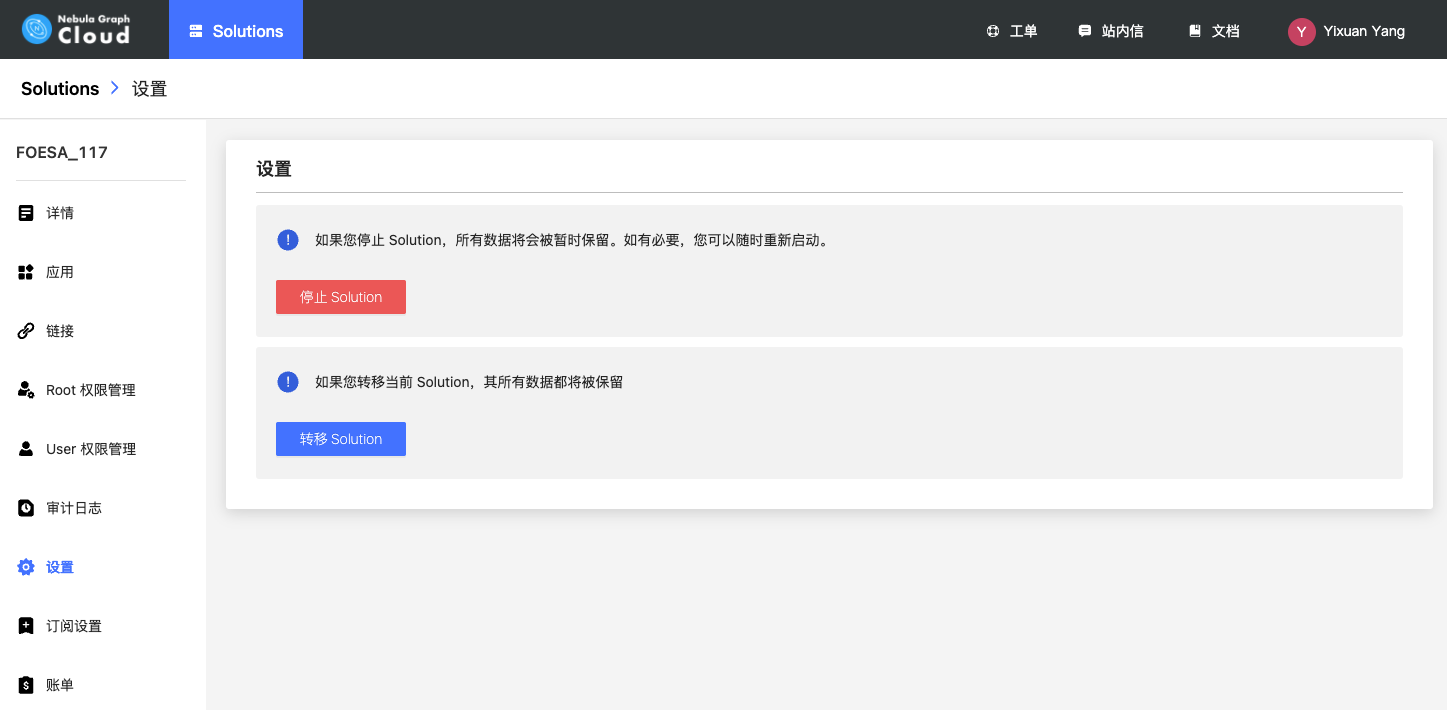 Nebula Graph
Cloud
Solutions
工单
站内信
文档
Y
Yixuan Yang
Solutions
设置
FOESA_117
详情
应用
链接
Root 权限管理
User 权限管理
审计日志
设置
订阅设置
账单
设置
如果您停止 Solution，所有数据将会被暂时保留。如有必要，您可以随时重新启动。
停止 Solution
如果您转移当前 Solution，其所有数据都将被保留
转移 Solution